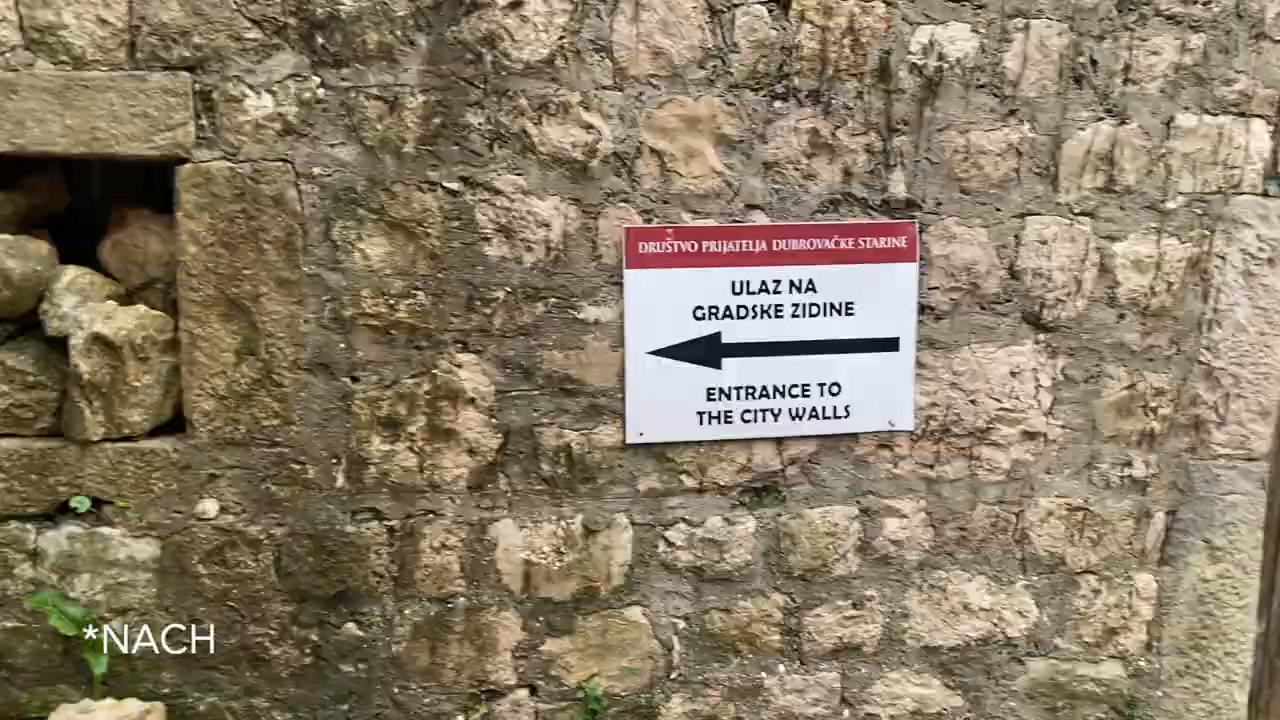 DRUŠTVO PRIJATELJA DUBROVAČKE STARINE
ULAZ NA
GRADSKE ZIDINE
ENTRANCE TO
THE CITY WALLS
*NACH